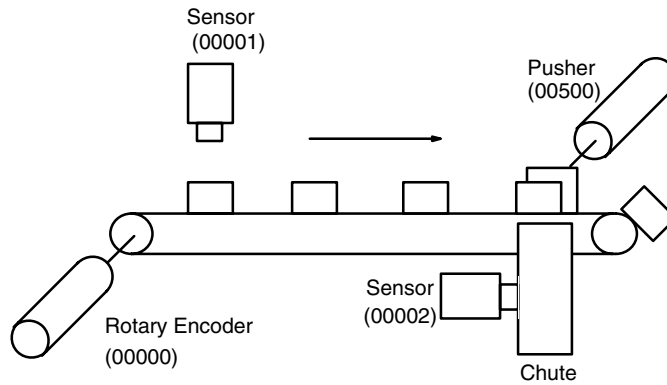 Sensor
(00001)
Pusher
(00500)
Sensor
(00002)
Rotary Encoder
(00000)
Chute